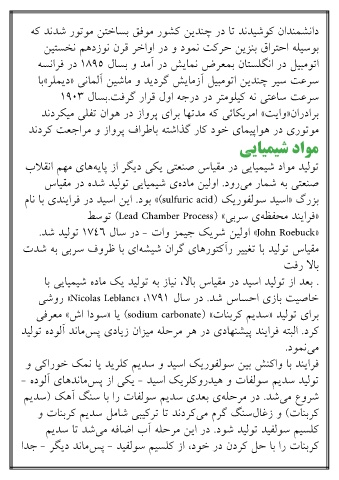 دانشمندان کوشیدند تا در چندین کشور موفق بساختن موتور شدند که
بوسیله احتراق بنزین حرکت نمود و در اواخر قرن نوزدهم نخستین
اتومبیل در انگلستان بمعرض نمایش در آمد و بسال ۱۸۹۵ در فرانسه
سرعت سیر چندین اتومبیل آزمایش گردید و ماشین آلمانی «دیملر»با
سرعت ساعتی نه کیلومتر در درجه اول قرار گرفت.بسال ۱۹۰۳
برادران«وایت» امریکائی که مدتها برای پرواز در هوان تفلی میکردند
موتوری در هواپیمای خود کار گذاشته باطراف پرواز و مراجعت کردند
مواد شیمیایی
تولید مواد شیمیایی در مقیاس صنعتی یکی دیگر از پایه‌های مهم انقلاب
صنعتی به شمار می‌رود. اولین ماده‌ی شیمیایی تولید شده در مقیاس
بزرگ «اسید سولفوریک (sulfuric acid)» بود. این اسید در فرایندی با نام
«فرایند محفظه‌ی سربی» (Lead Chamber Process) توسط
«John Roebuck» اولین شریک جیمز وات - در سال ۱۷٤٦ تولید شد.
مقیاس تولید با تغییر رآکتورهای گران شیشه‌ای با ظروف سربی به شدت
بالا رفت
. بعد از تولید اسید در مقیاس بالا، نیاز به تولید یک ماده شیمیایی با
خاصیت بازی احساس شد. در سال ۱۷۹۱، «Nicolas Leblanc» روشی
برای تولید «سدیم کربنات» (sodium carbonate) یا «سودا اش» معرفی
کرد. البته فرایند پیشنهادی در هر مرحله میزان زیادی پس‌ماند آلوده تولید
می‌نمود.
فرایند با واکنش بین سولفوریک اسید و سدیم کلرید یا نمک خوراکی و
تولید سدیم سولفات و هیدروکلریک اسید - یکی از پس‌ماندهای آلوده -
شروع می‌شد. در مرحله‌ی بعدی سدیم سولفات را با سنگ آهک (سدیم
کربنات) و زغال‌سنگ گرم می‌کردند تا ترکیبی شامل سدیم کربنات و
کلسیم سولفید تولید شود. در این مرحله آب اضافه می‌شد تا سدیم
کربنات را با حل کردن در خود، از کلسیم سولفید - پس‌ماند دیگر - جدا